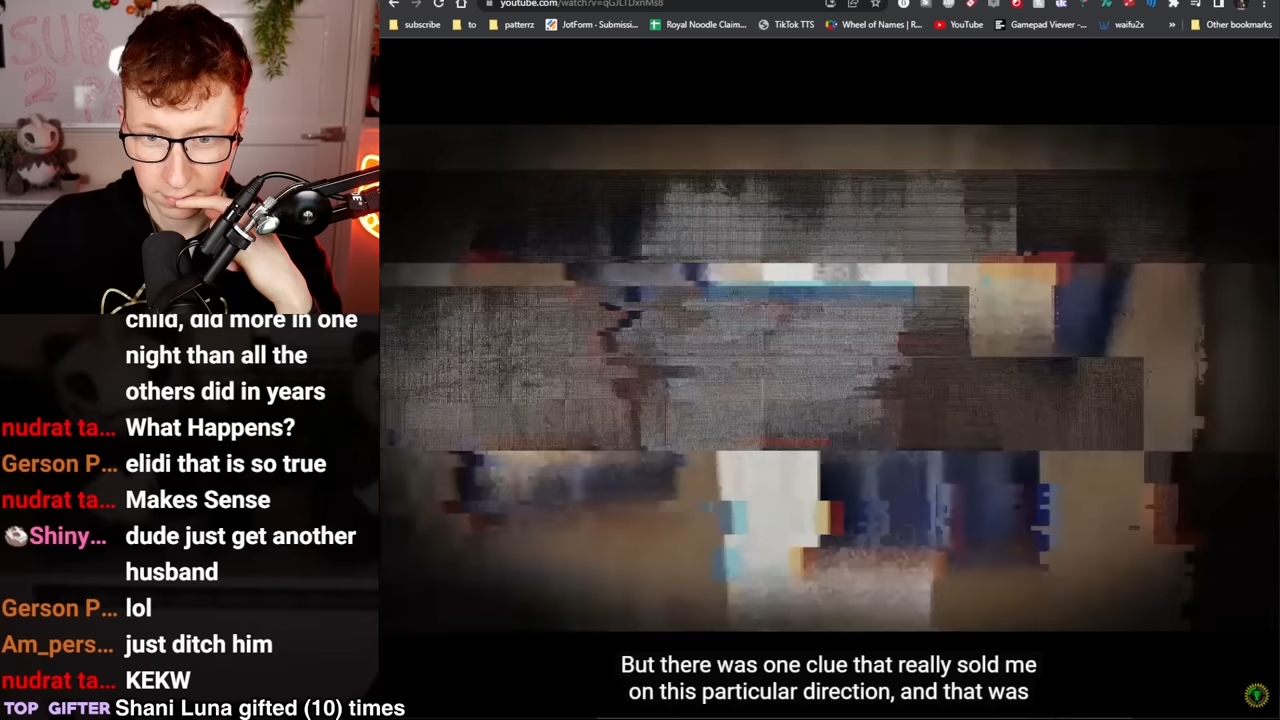 youtube.com/watch?v=qGJLTDxnMs8
subscribe
to
patterrz
JotForm - Submissi...
Royal Noodle Claim...
TikTok TTS
Wheel of Names | R...
YouTube
Gamepad Viewer -...
waifu2x
»
Other bookmarks
SUB
2
child, did more in one
night than all the
others did in years
nudrat ta... What Happens?
Gerson P... elidi that is so true
nudrat ta... Makes Sense
Shiny... dude just get another
husband
Gerson P... lol
Am_pers... just ditch him
nudrat ta... KEKW
TOP GIFTER Shani Luna gifted (10) times
But there was one clue that really sold me
on this particular direction, and that was